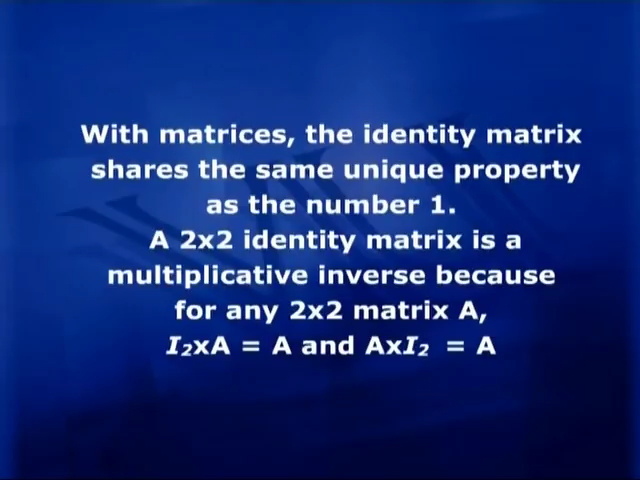 With matrices, the identity matrix
shares the same unique property
as the number 1.
A 2x2 identity matrix is a
multiplicative inverse because
for any 2x2 matrix A,
I₂xA = A and AxI₂ = A